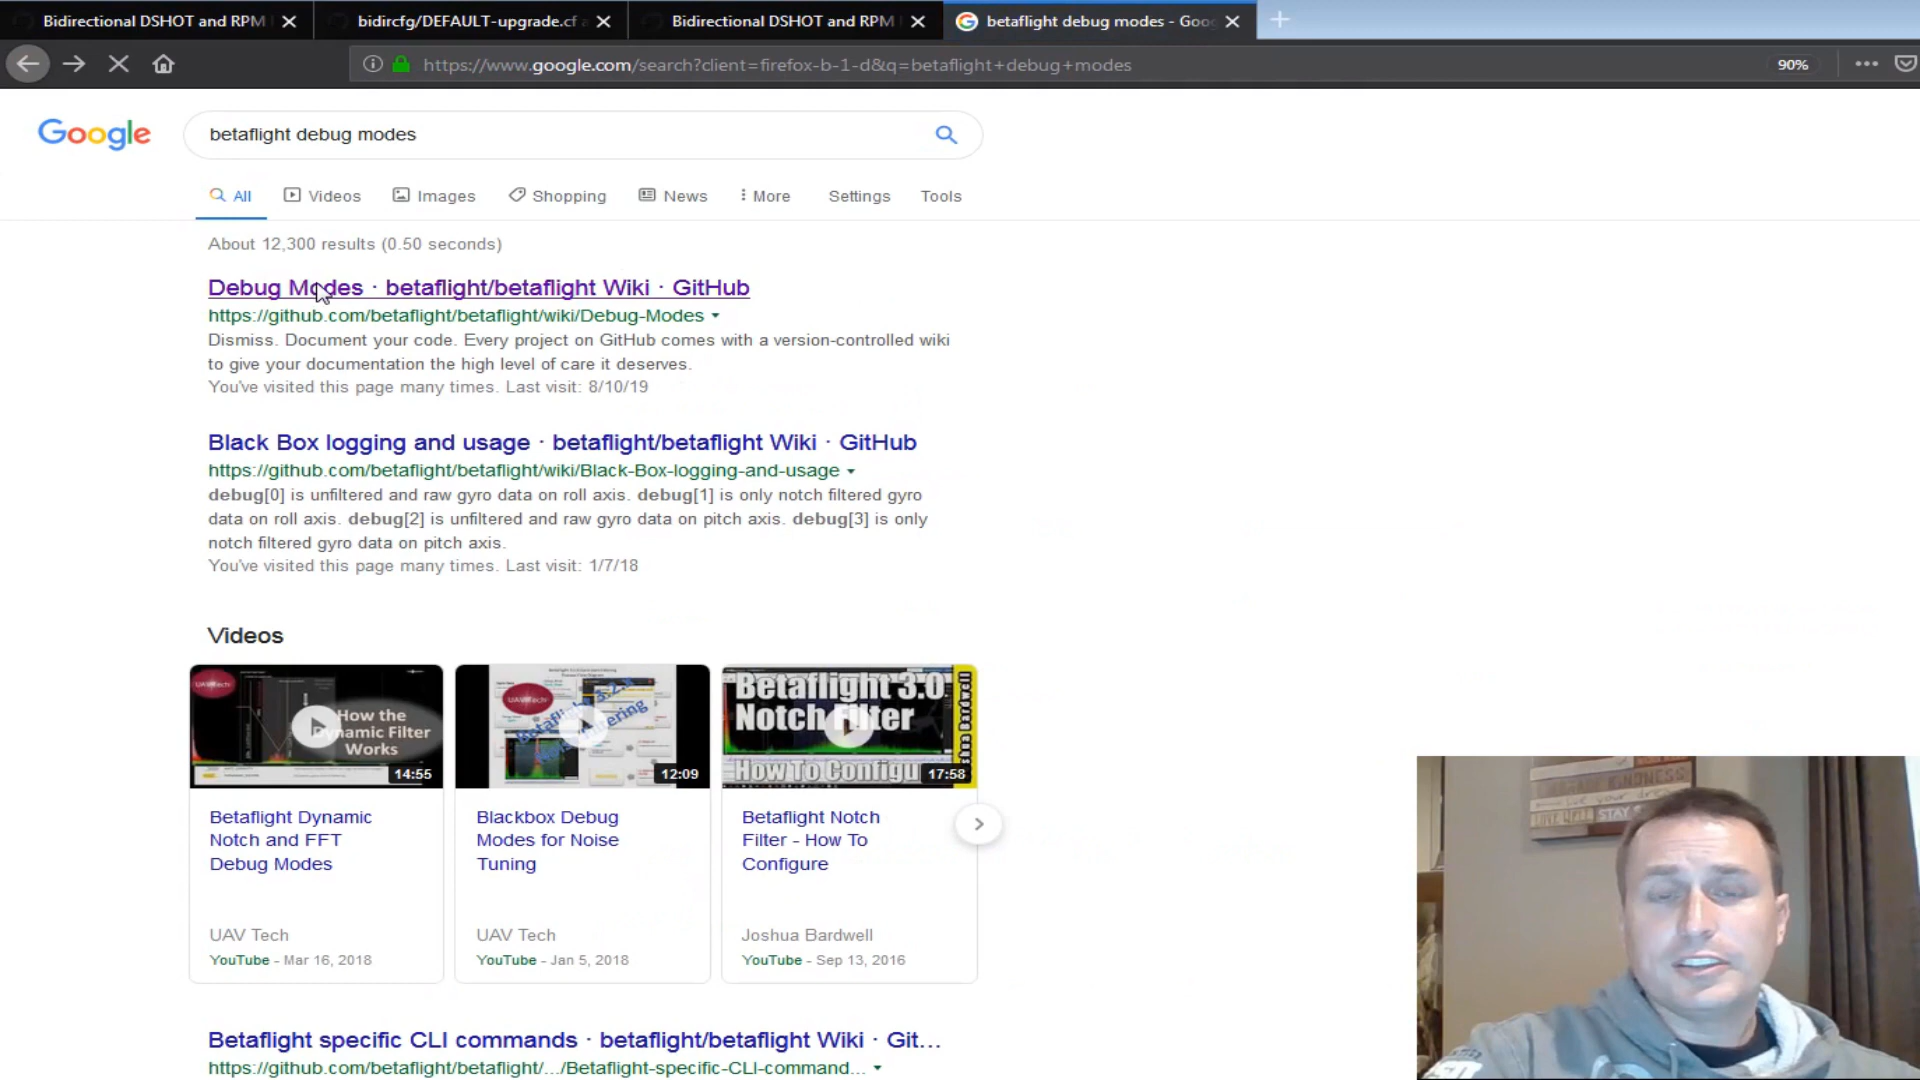 Bidirectional DSHOT and RPM
bidircfg/DEFAULT-upgrade.cf
Bidirectional DSHOT and RPM
betaflight debug modes - Goo
https://www.google.com/search?client=firefox-b-1-d&q=betaflight+debug+modes
90%
Google
betaflight debug modes
All
Videos
Images
Shopping
News
More
Settings
Tools
About 12,300 results (0.50 seconds)
Debug Modes · betaflight/betaflight Wiki · GitHub
https://github.com/betaflight/betaflight/wiki/Debug-Modes
Dismiss. Document your code. Every project on GitHub comes with a version-controlled wiki
to give your documentation the high level of care it deserves.
You've visited this page many times. Last visit: 8/10/19
Black Box logging and usage · betaflight/betaflight Wiki · GitHub
https://github.com/betaflight/betaflight/wiki/Black-Box-logging-and-usage
debug[0] is unfiltered and raw gyro data on roll axis. debug[1] is only notch filtered gyro
data on roll axis. debug[2] is unfiltered and raw gyro data on pitch axis. debug[3] is only
notch filtered gyro data on pitch axis.
You've visited this page many times. Last visit: 1/7/18
Videos
UAVTech
How the
Dynamic Filter
Works
14:55
UAVTech
Betaflight 3.2.x
Filtering
12:09
Betaflight 3.0
Notch Filter
How To Configu
Joshua Bardwell
17:58
Betaflight Dynamic
Notch and FFT
Debug Modes
UAV Tech
YouTube - Mar 16, 2018
Blackbox Debug
Modes for Noise
Tuning
UAV Tech
YouTube - Jan 5, 2018
Betaflight Notch
Filter - How To
Configure
Joshua Bardwell
YouTube - Sep 13, 2016
KINDNESS
LIVE WELL
STAY
Betaflight specific CLI commands · betaflight/betaflight Wiki · Git...
https://github.com/betaflight/betaflight/.../Betaflight-specific-CLI-command...